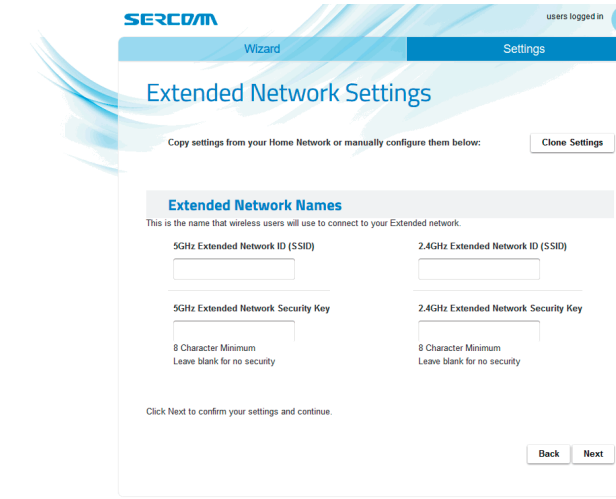 SERCOMM
users logged in
Wizard
Settings
Extended Network Settings
Copy settings from your Home Network or manually configure them below:
Clone Settings
Extended Network Names
This is the name that wireless users will use to connect to your Extended network.
5GHz Extended Network ID (SSID)
2.4GHz Extended Network ID (SSID)
5GHz Extended Network Security Key
2.4GHz Extended Network Security Key
8 Character Minimum
8 Character Minimum
Leave blank for no security
Leave blank for no security
Click Next to confirm your settings and continue.
Back
Next